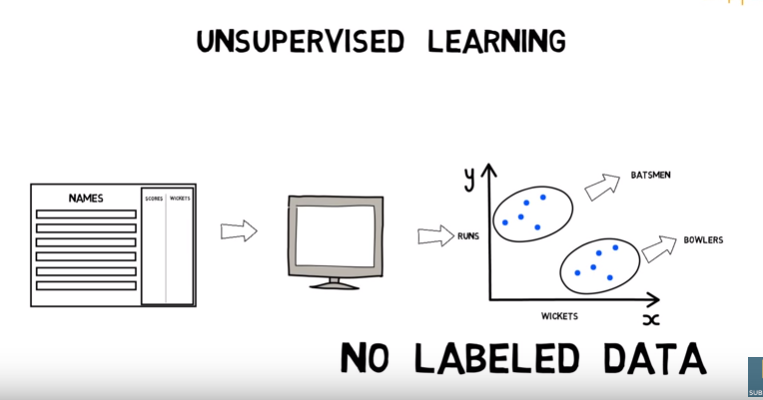 UNSUPERVISED LEARNING
NAMES
SCORES
WICKETS
y
RUNS
BATSMEN
BOWLERS
WICKETS
x
NO LABELED DATA
SUB